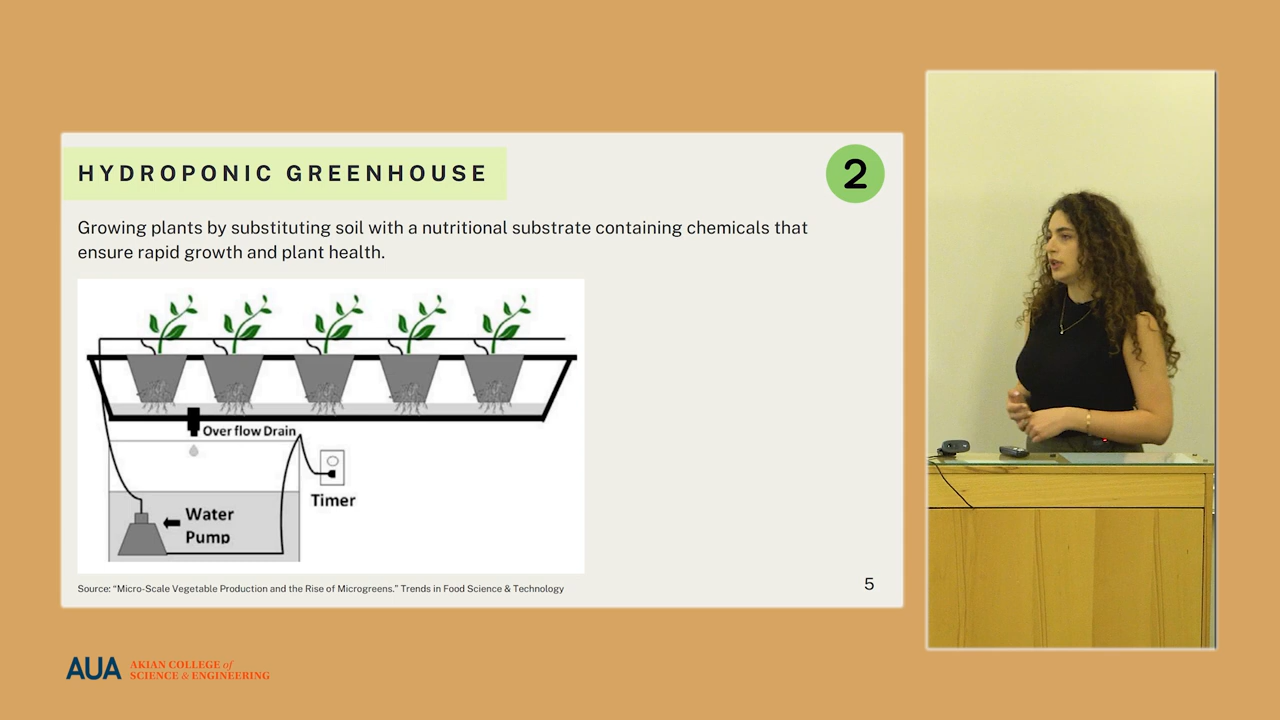 HYDROPONIC GREENHOUSE
2
Growing plants by substituting soil with a nutritional substrate containing chemicals that
ensure rapid growth and plant health.
Over flow Drain
Timer
Water
Pump
Source: “Micro-Scale Vegetable Production and the Rise of Microgreens.” Trends in Food Science & Technology
5
AUA
AKIAN COLLEGE of
SCIENCE & ENGINEERING